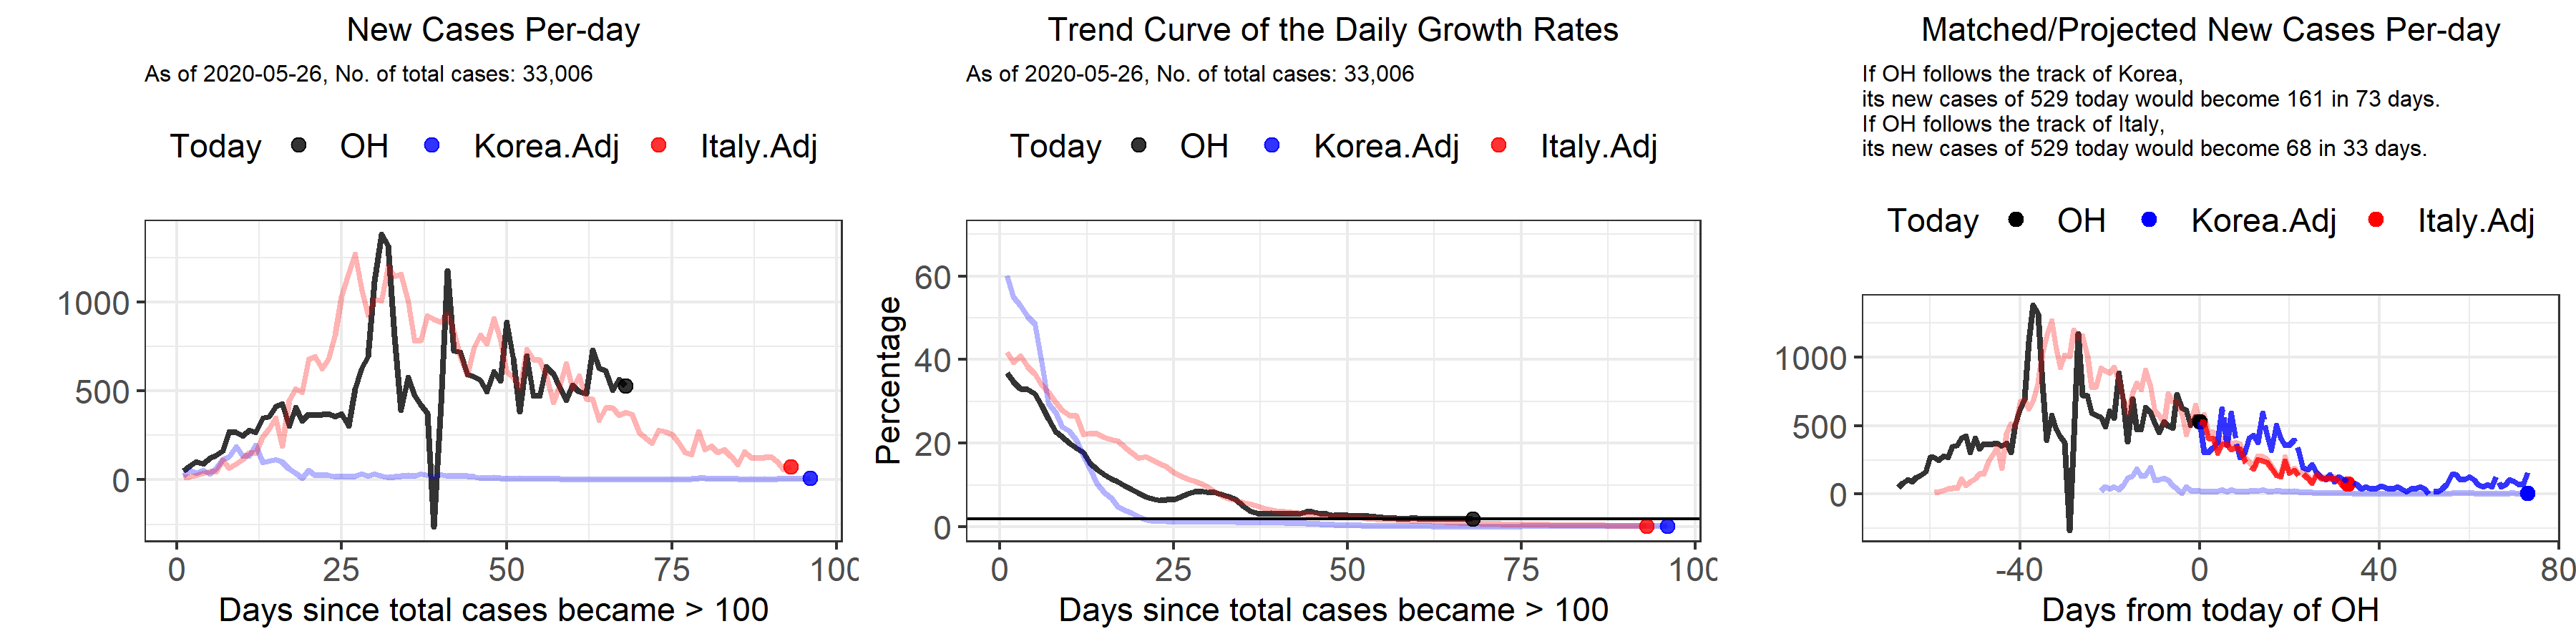 New Cases Per-day
As of 2020-05-26, No. of total cases: 33,006
Today OH Korea.Adj Italy.Adj
1000
500
0
0 25 50 75 100
Days since total cases became > 100
Trend Curve of the Daily Growth Rates
As of 2020-05-26, No. of total cases: 33,006
Today OH Korea.Adj Italy.Adj
Percentage
60
40
20
0
0 25 50 75 100
Days since total cases became > 100
Matched/Projected New Cases Per-day
If OH follows the track of Korea,
its new cases of 529 today would become 161 in 73 days.
If OH follows the track of Italy,
its new cases of 529 today would become 68 in 33 days.
Today OH Korea.Adj Italy.Adj
1000
500
0
-40 0 40 80
Days from today of OH